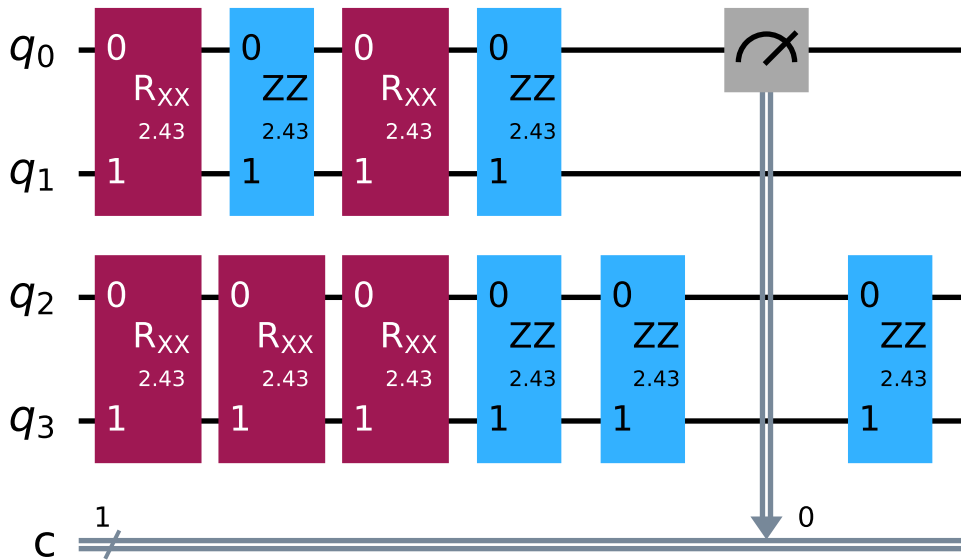 q0 0 0 0 0
RXX ZZ RXX ZZ
2.43 2.43 2.43 2.43
q1 1 1 1 1
q2 0 0 0 0 0 0
RXX RXX RXX ZZ ZZ ZZ
2.43 2.43 2.43 2.43 2.43 2.43
q3 1 1 1 1 1 1
1 0
c